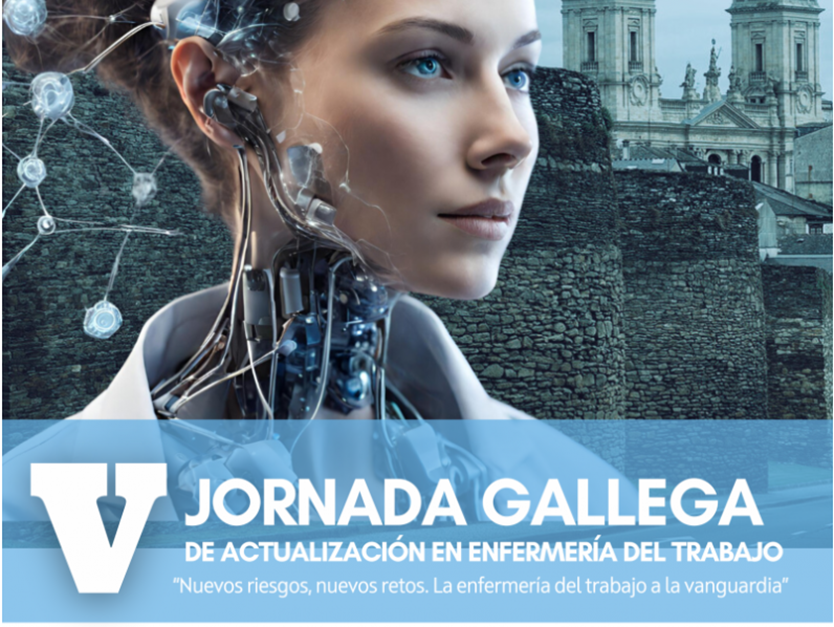 V JORNADA GALLEGA
DE ACTUALIZACIÓN EN ENFERMERÍA DEL TRABAJO
“Nuevos riesgos, nuevos retos. La enfermería del trabajo a la vanguardia”